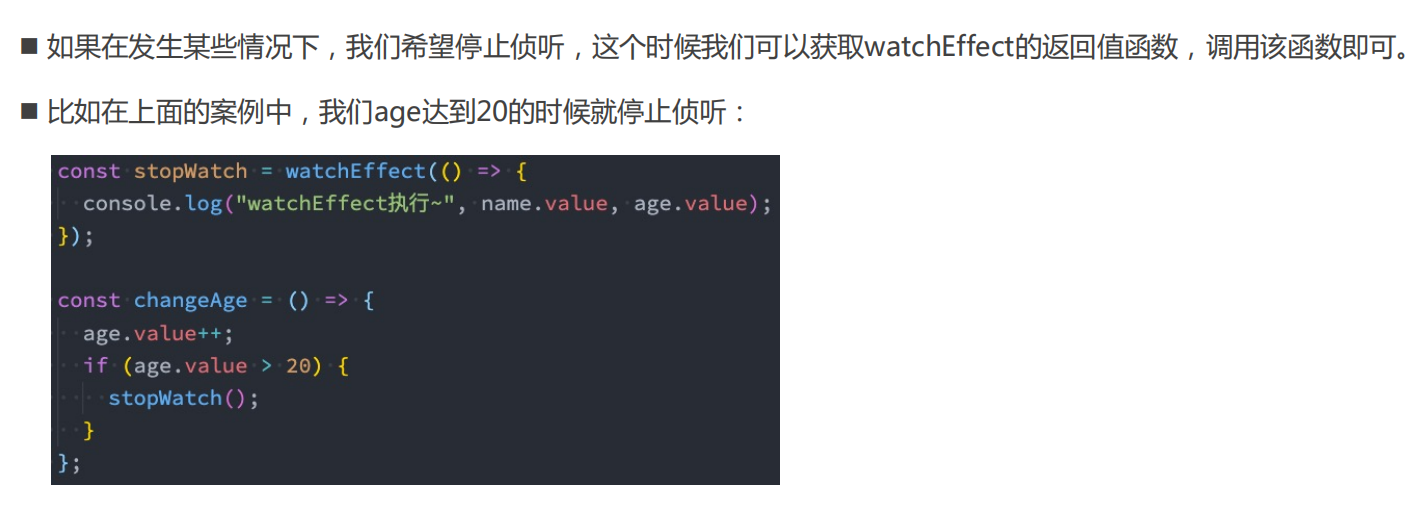 ■ 如果在发生某些情况下，我们希望停止侦听，这个时候我们可以获取watchEffect的返回值函数，调用该函数即可。
■ 比如在上面的案例中，我们age达到20的时候就停止侦听：
const stopWatch = watchEffect(() => {
  console.log("watchEffect执行~", name.value, age.value);
});

const changeAge = () => {
  age.value++;
  if (age.value > 20) {
    stopWatch();
  }
};